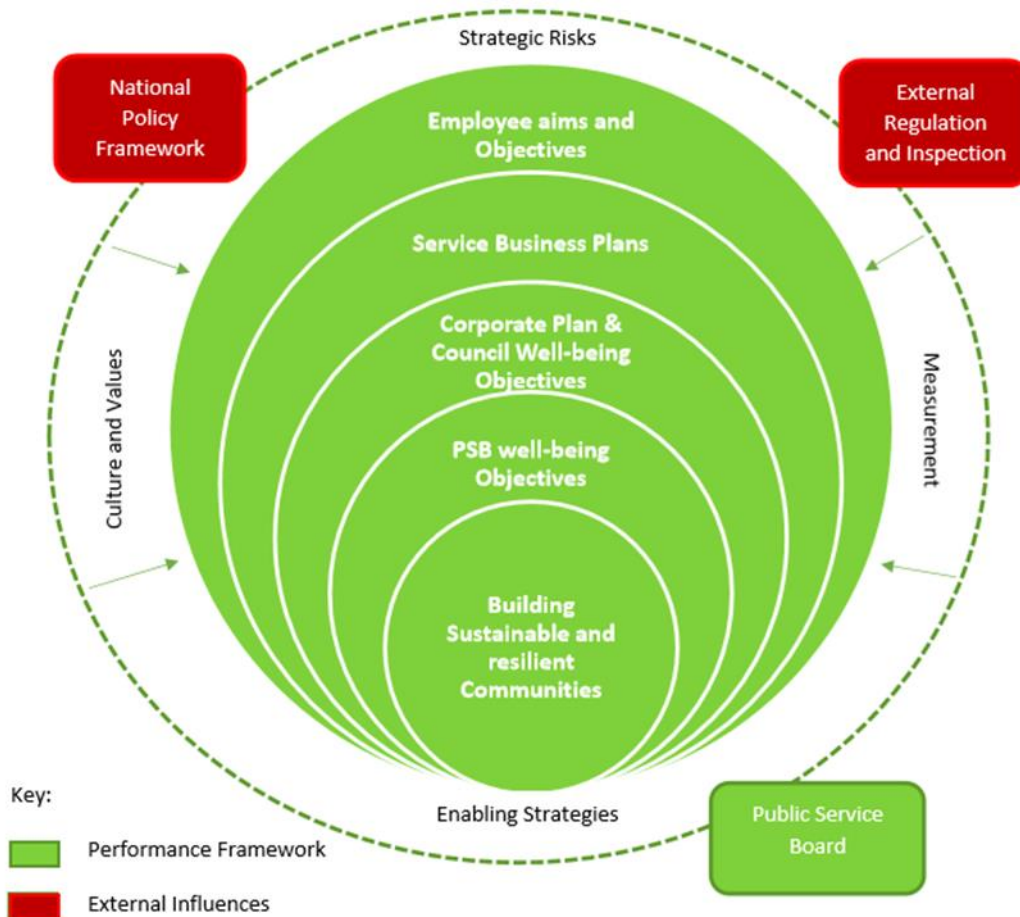 Strategic Risks
National
Policy
Framework
External
Regulation
and Inspection
Employee aims and
Objectives
Service Business Plans
Corporate Plan &
Council Well-being
Objectives
Culture and Values
Measurement
PSB well-being
Objectives
Building
Sustainable and
resilient
Communities
Enabling Strategies
Public Service
Board
Key:
Performance Framework
External Influences